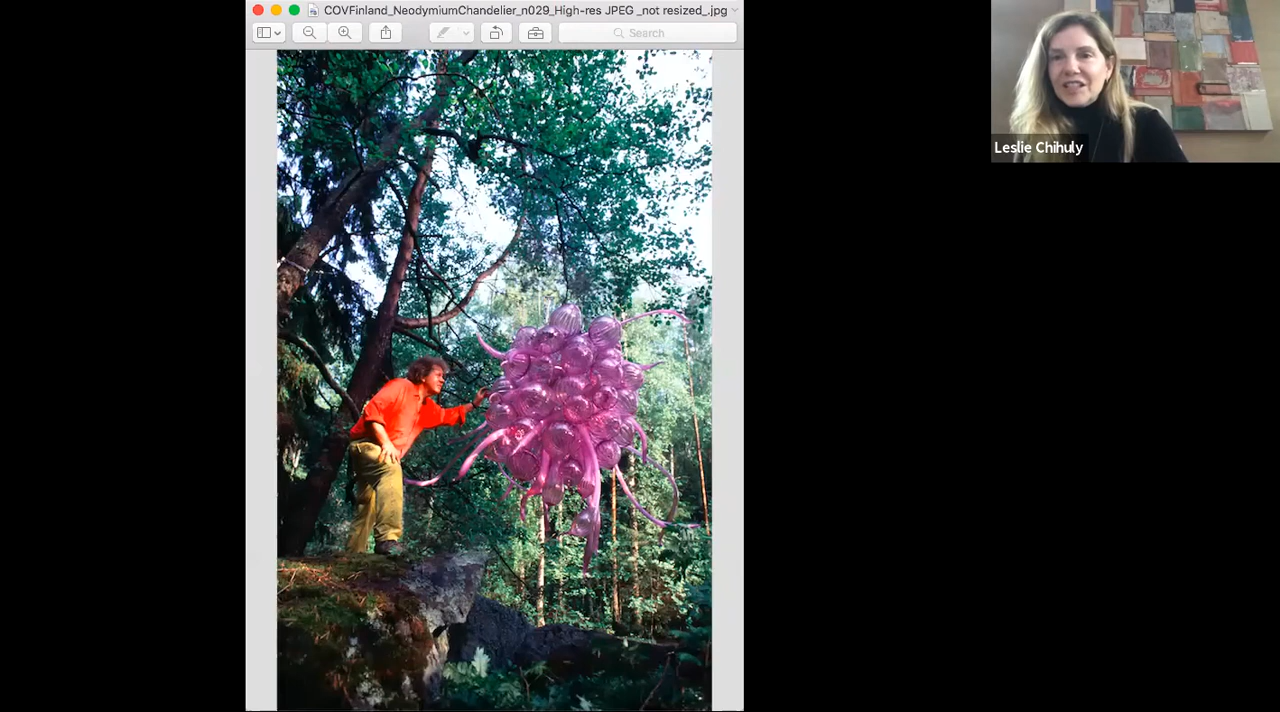 COVFinland_NeodymiumChandelier_n029_High-res JPEG _not resized_.jpg
Search
Leslie Chihuly